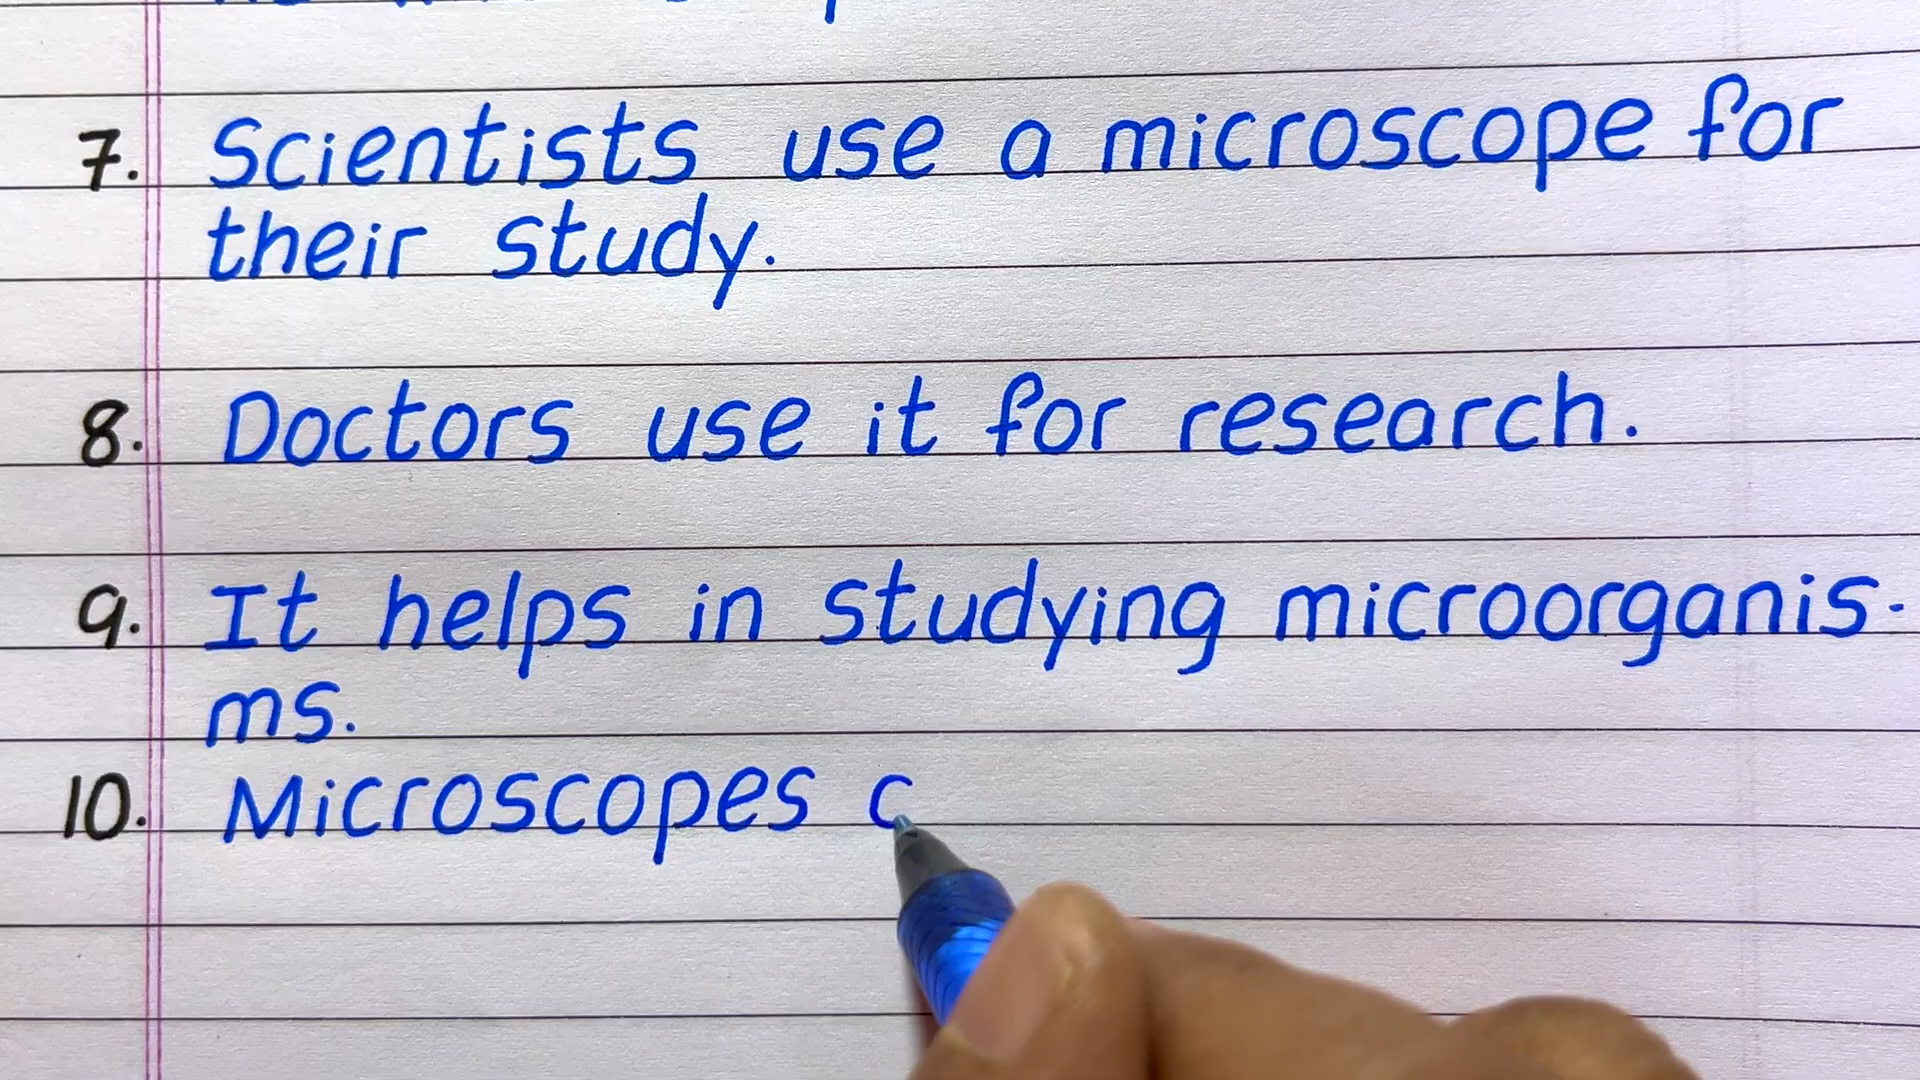 7. Scientists use a microscope for
their study.
8. Doctors use it for research.
9. It helps in studying microorganis-
ms.
10. Microscopes c